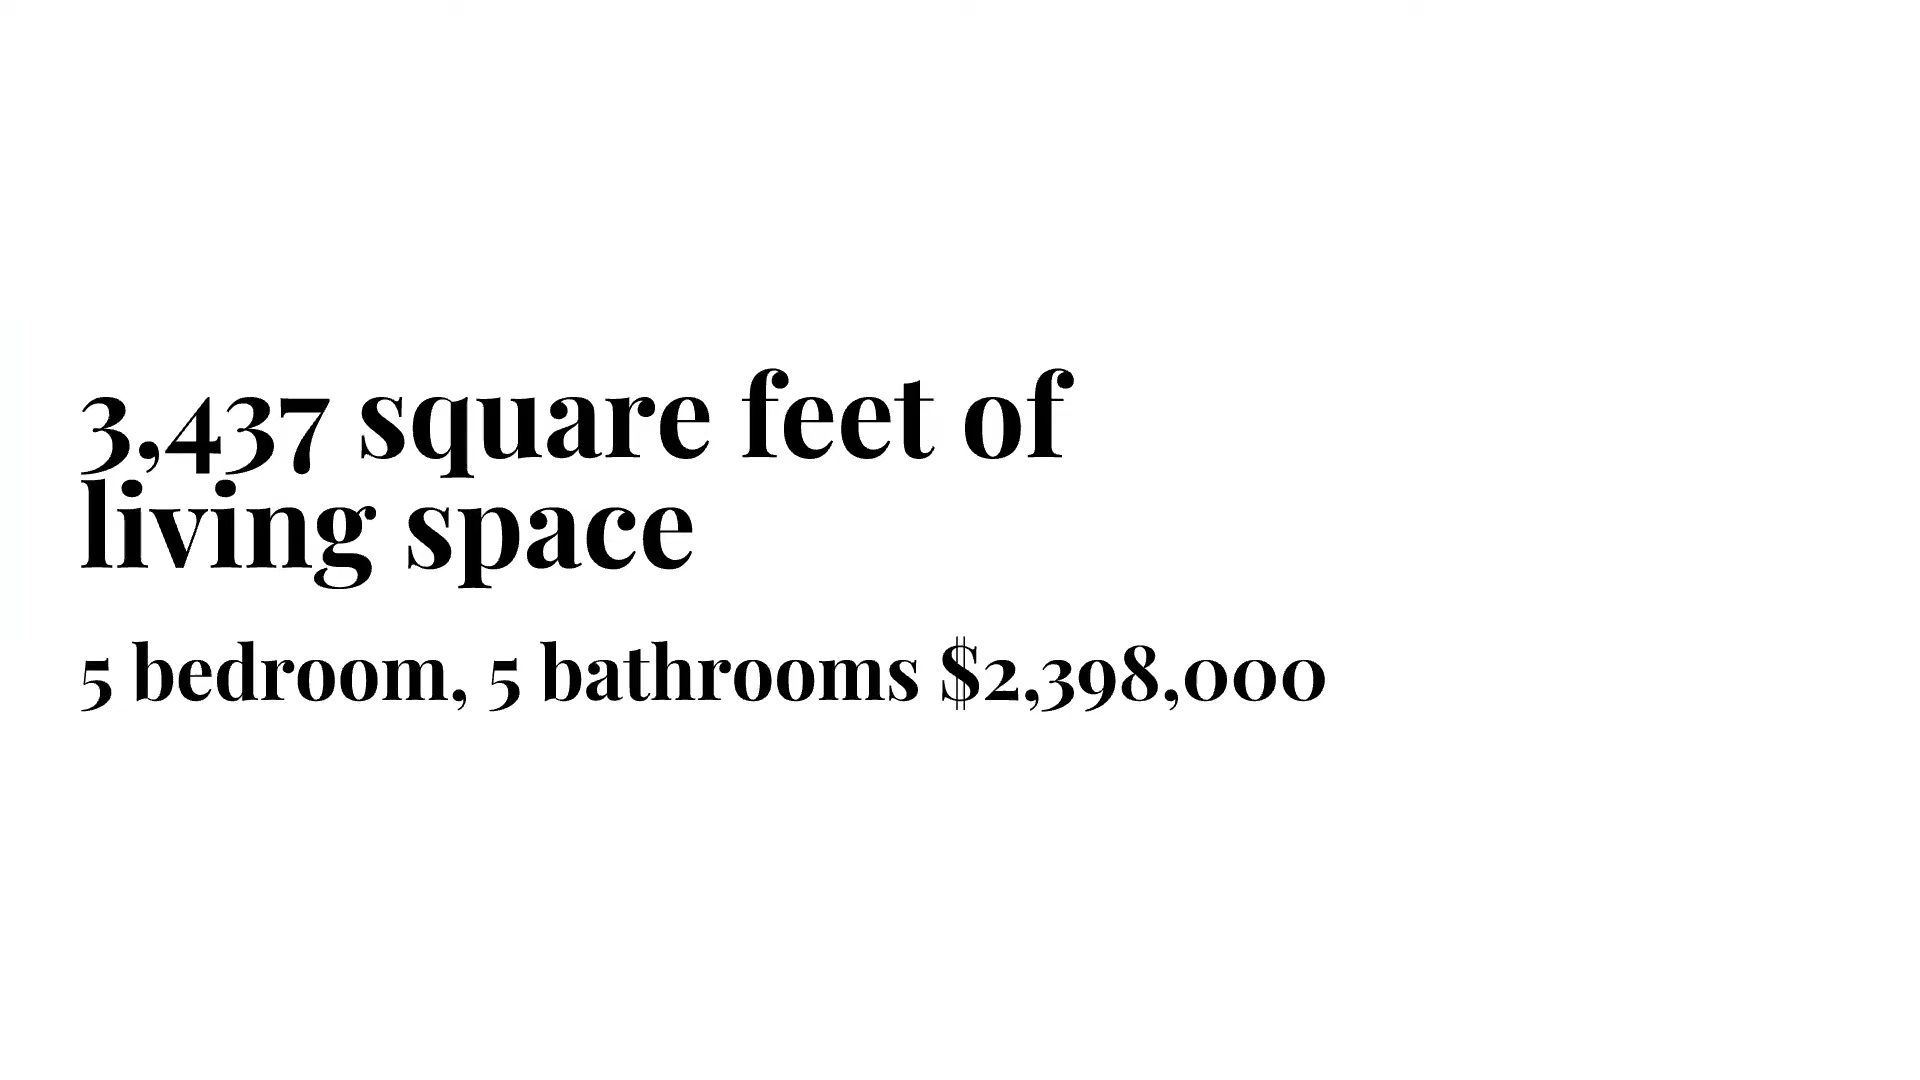 3,437 square feet of
living space
5 bedroom, 5 bathrooms $2,398,000